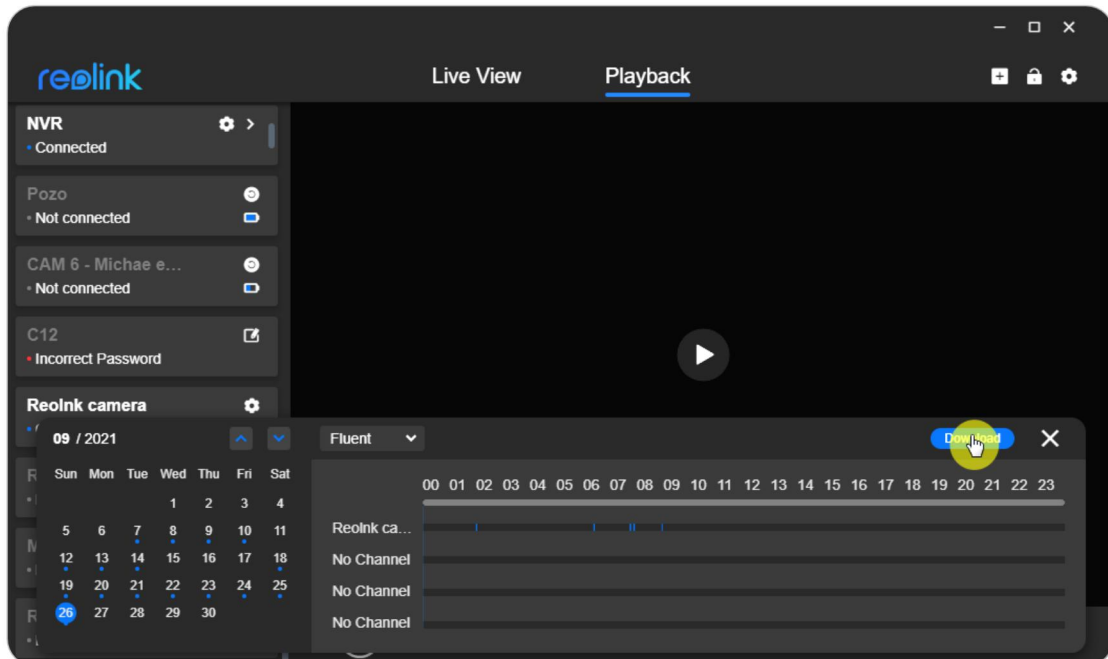 reolink
Live View Playback
NVR
Connected
Pozo
Not connected
CAM 6 - Michae e...
Not connected
C12
Incorrect Password
Reolnk camera
09 / 2021
Fluent
Download
Sun Mon Tue Wed Thu Fri Sat
1 2 3 4
5 6 7 8 9 10 11
12 13 14 15 16 17 18
19 20 21 22 23 24 25
26 27 28 29 30
00 01 02 03 04 05 06 07 08 09 10 11 12 13 14 15 16 17 18 19 20 21 22 23
Reolnk ca...
No Channel
No Channel
No Channel